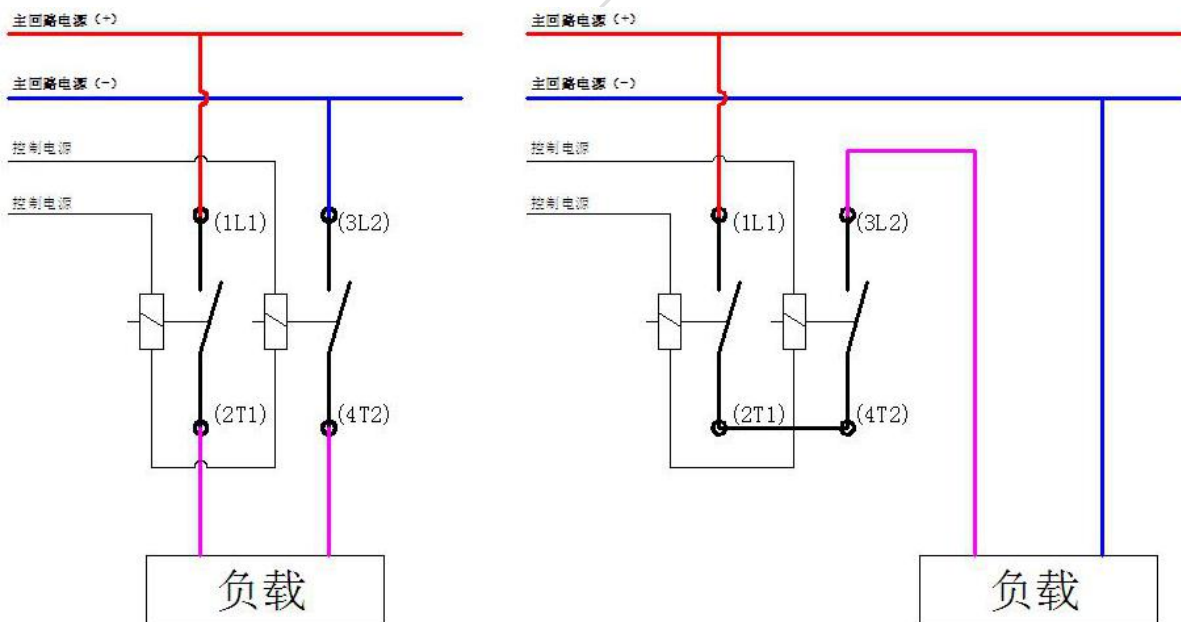 主回路电源（+）
主回路电源（-）
控制电源
控制电源
(1L1)
(3L2)
(2T1)
(4T2)
负载
主回路电源（+）
主回路电源（-）
控制电源
控制电源
(1L1)
(3L2)
(2T1)
(4T2)
负载